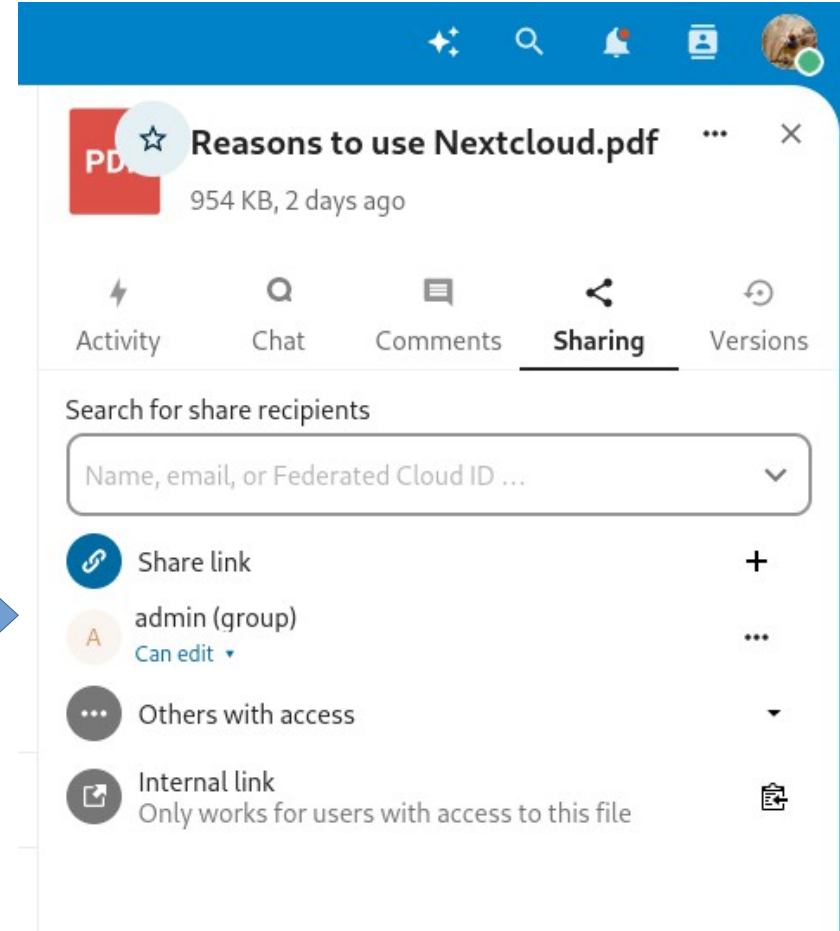 PD
Reasons to use Nextcloud.pdf
954 KB, 2 days ago
Activity
Chat
Comments
Sharing
Versions
Search for share recipients
Name, email, or Federated Cloud ID ...
Share link
A
admin (group)
Can edit
Others with access
Internal link
Only works for users with access to this file